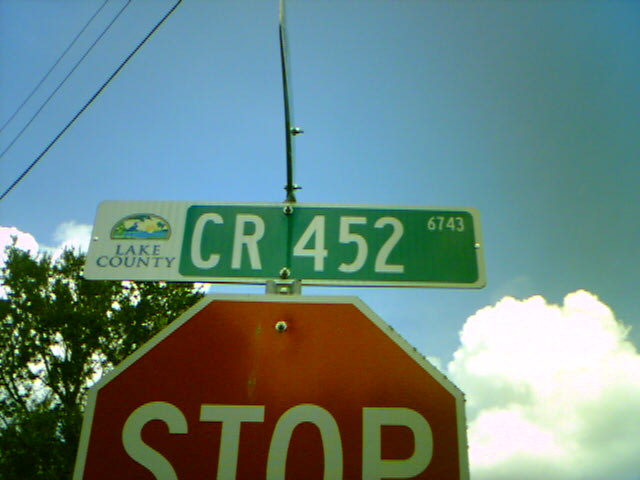 LAKE
COUNTY
CR 452 6743
STOP